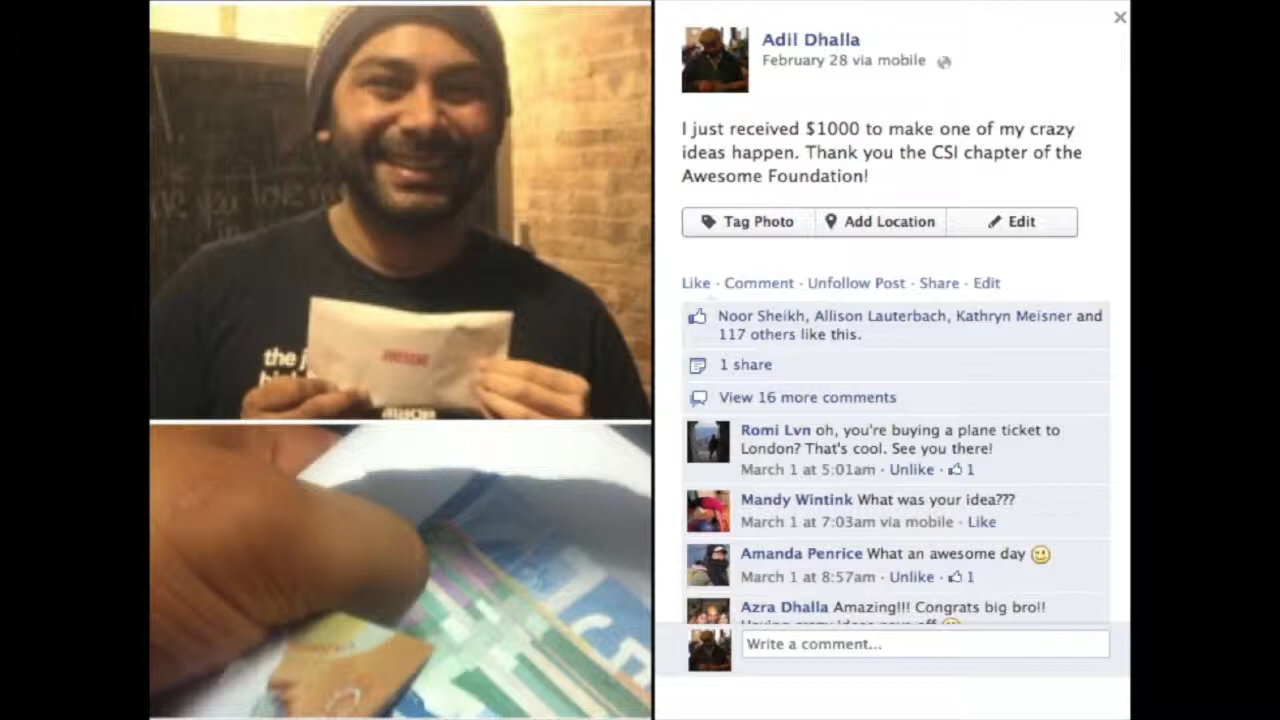 Adil Dhalla
February 28 via mobile
I just received $1000 to make one of my crazy
ideas happen. Thank you the CSI chapter of the
Awesome Foundation!
Tag Photo
Add Location
Edit
Like · Comment · Unfollow Post · Share · Edit
Noor Sheikh, Allison Lauterbach, Kathryn Meisner and
117 others like this.
1 share
View 16 more comments
Romi Lvn oh, you're buying a plane ticket to
London? That's cool. See you there!
March 1 at 5:01am · Unlike · 1
Mandy Wintink What was your idea???
March 1 at 7:03am via mobile · Like
Amanda Penrice What an awesome day
March 1 at 8:57am · Unlike · 1
Azra Dhalla Amazing!!! Congrats big bro!!
Write a comment...
you love me
the j